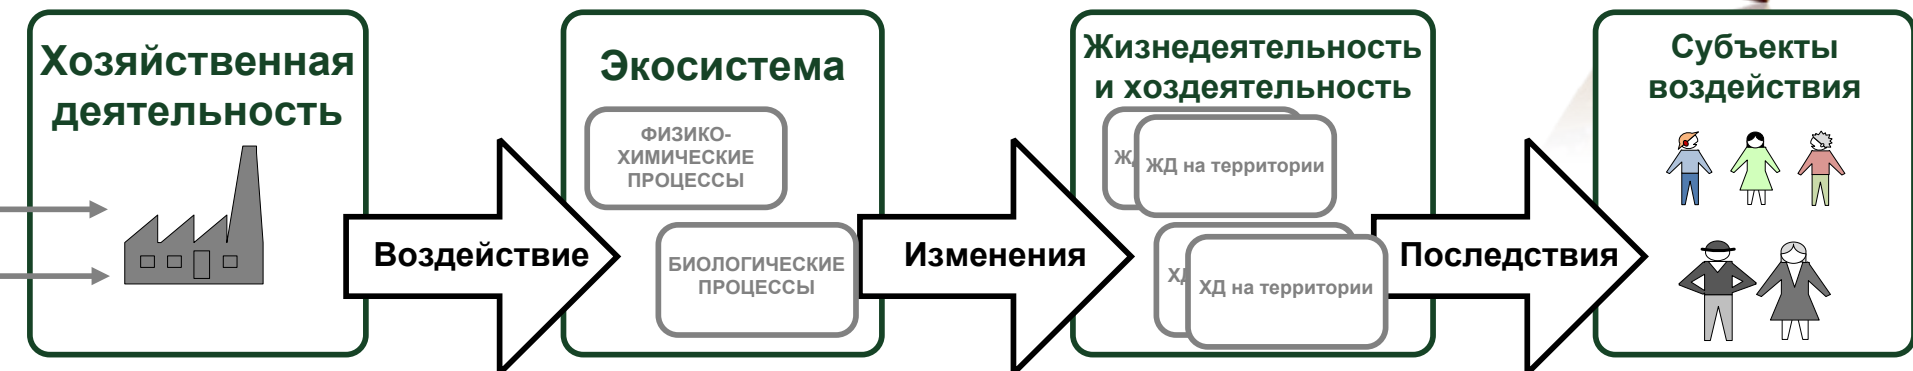 Хозяйственная
деятельность
Воздействие
Экосистема
ФИЗИКО-
ХИМИЧЕСКИЕ
ПРОЦЕССЫ
БИОЛОГИЧЕСКИЕ
ПРОЦЕССЫ
Изменения
Жизнедеятельность
и хоздеятельность
ЖД на территории
ХД на территории
Последствия
Субъекты
воздействия